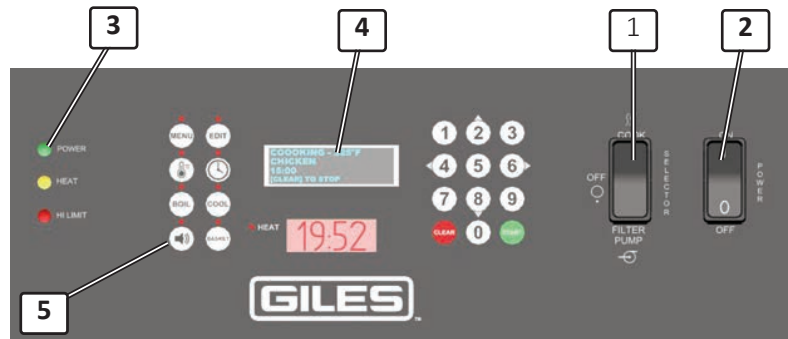 3
4
1
2
POWER
HEAT
HI LIMIT
MENU
EDIT
°F
BOIL
COOL
BASKET
COOOKING - 325°F
CHICKEN
15:00
[CLEAR] TO STOP
HEAT
19:52
1 2 3
4 5 6
7 8 9
CLEAR 0 START
GILES
TM
COOK
OFF
SELECTOR
FILTER
PUMP
ON
POWER
0
OFF
5